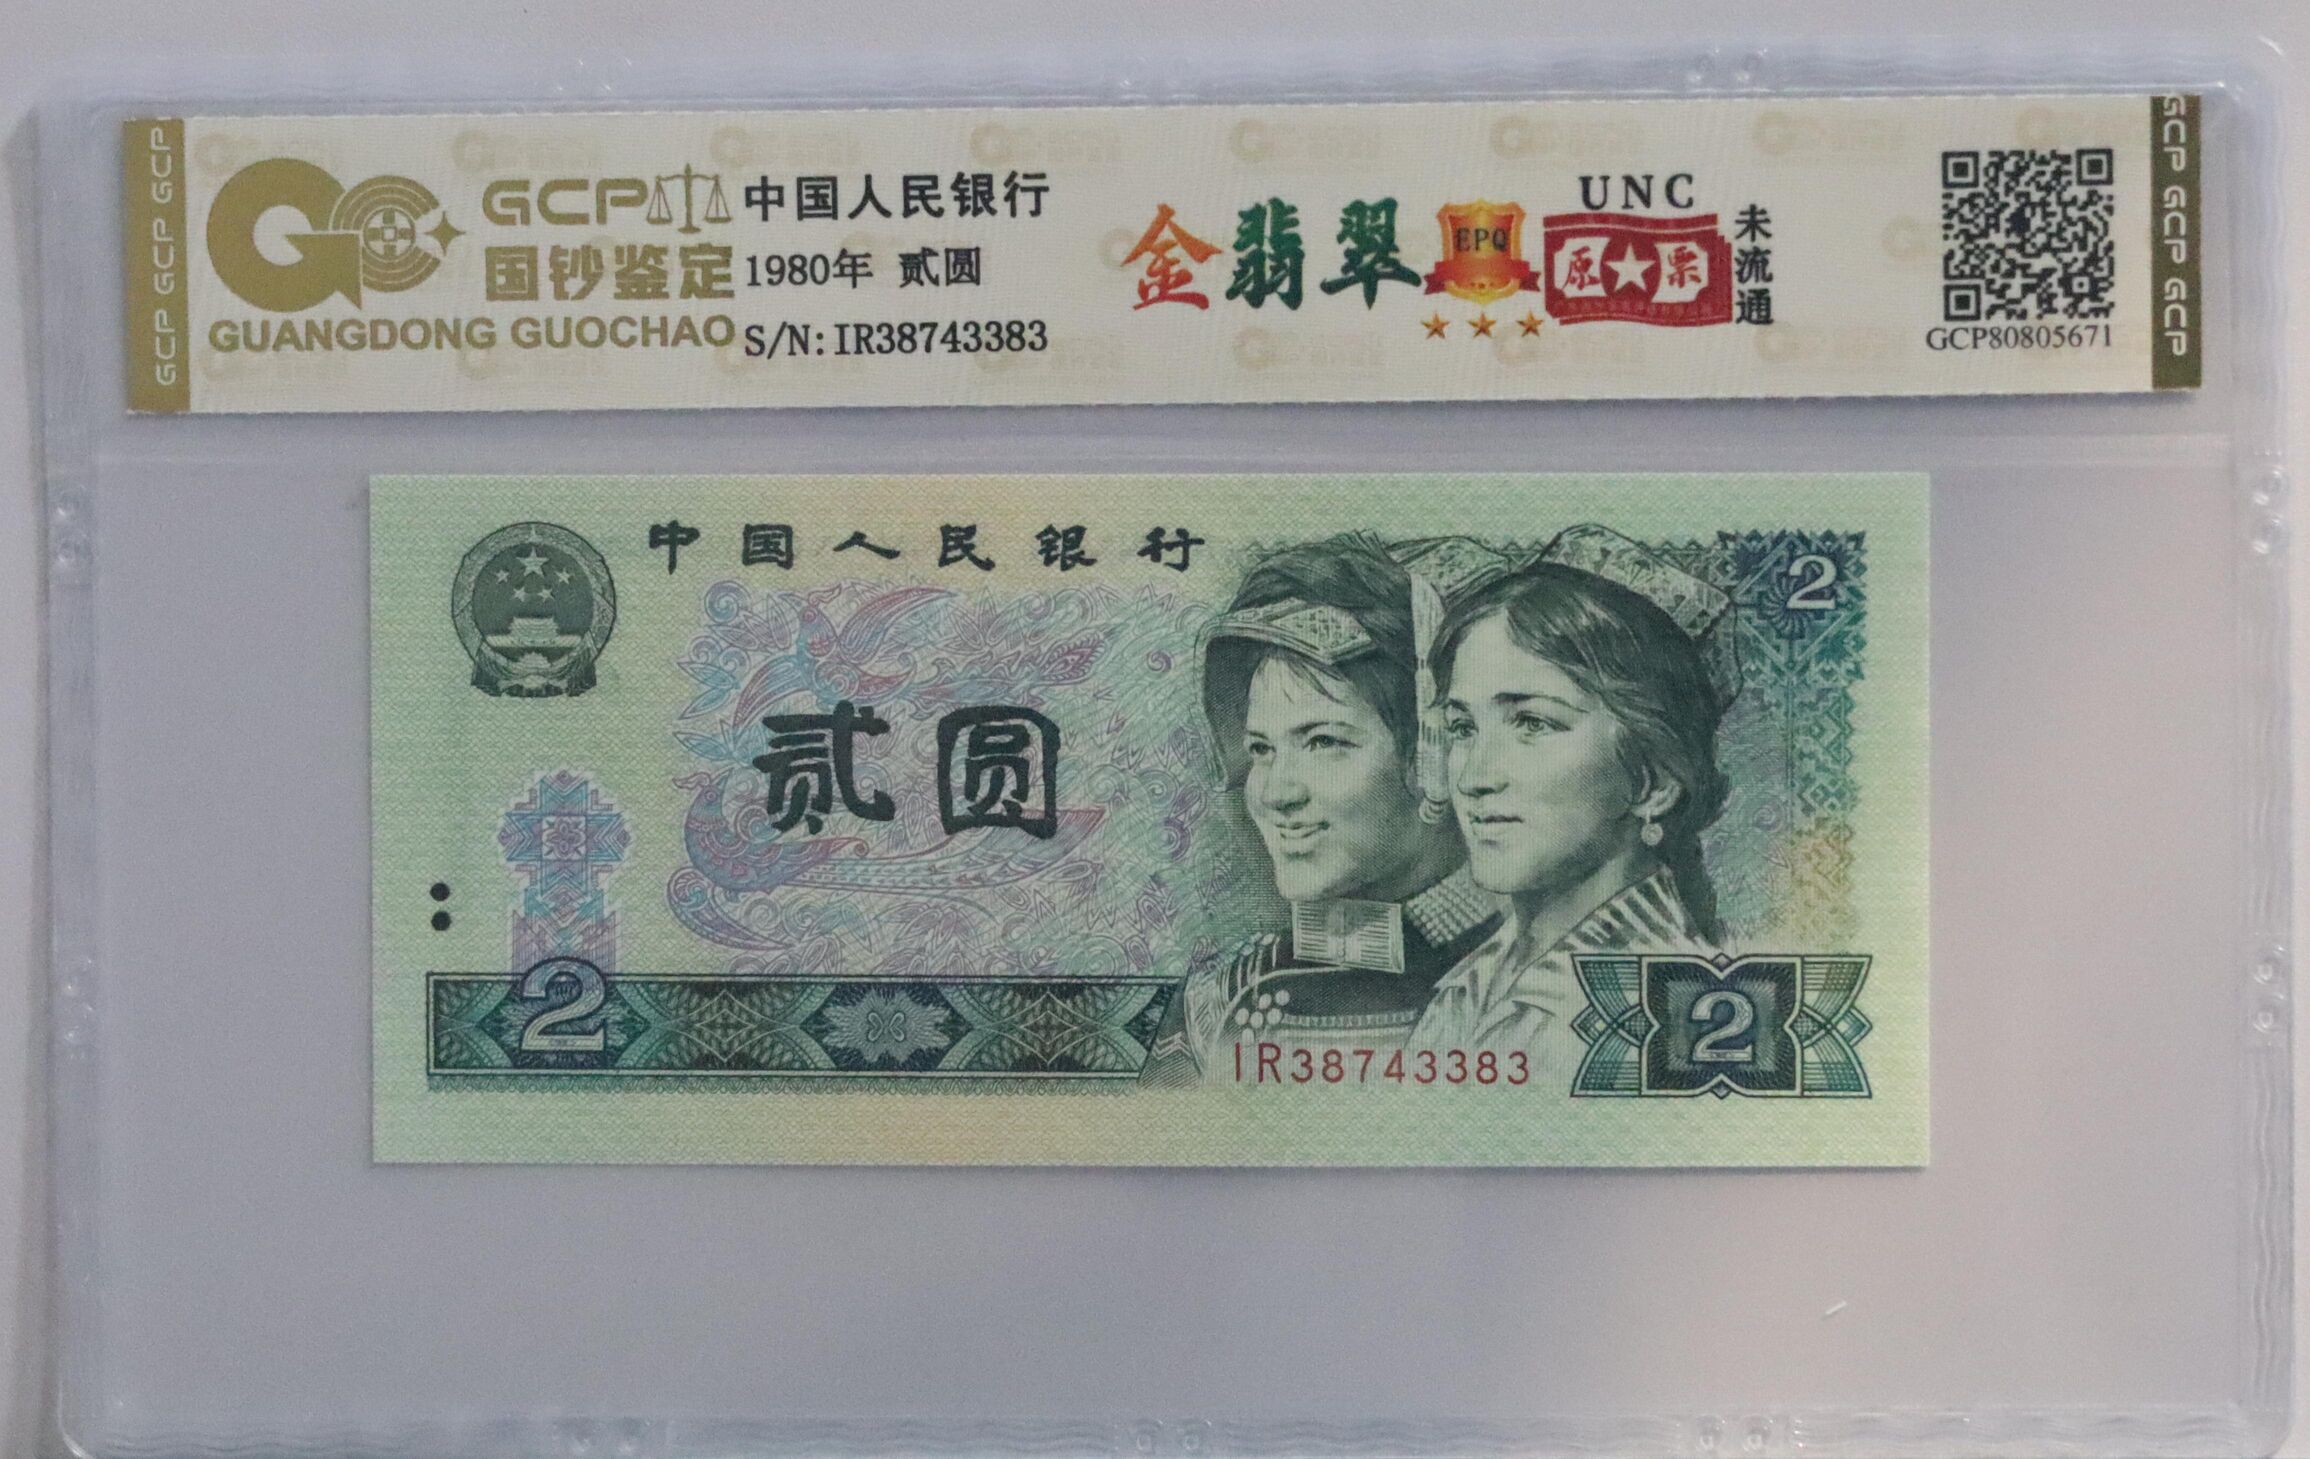 GCP GCP GCP
GCP
国钞鉴定
GUANGDONG GUOCHAO
中国人民银行
1980年 贰圆
S/N: IR38743383
金翡翠
EPQ
UNC
原票
未流通
GCP80805671
GCP GCP GCP
中国人民银行
2
贰圆
2
IR38743383
2